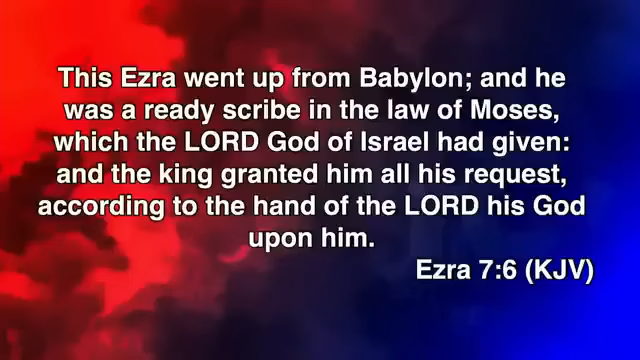 This Ezra went up from Babylon; and he
was a ready scribe in the law of Moses,
which the LORD God of Israel had given:
and the king granted him all his request,
according to the hand of the LORD his God
upon him.
Ezra 7:6 (KJV)